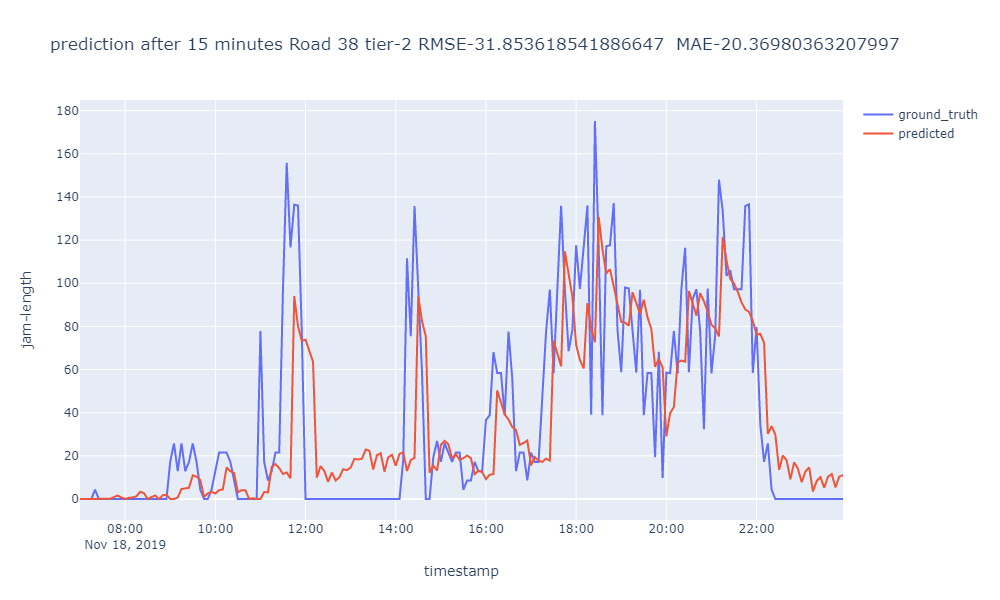 prediction after 15 minutes Road 38 tier-2 RMSE-31.853618541886647  MAE-20.36980363207997
ground_truth
predicted
180
160
140
120
100
80
60
40
20
0
jam-length
08:00 10:00 12:00 14:00 16:00 18:00 20:00 22:00
Nov 18, 2019
timestamp